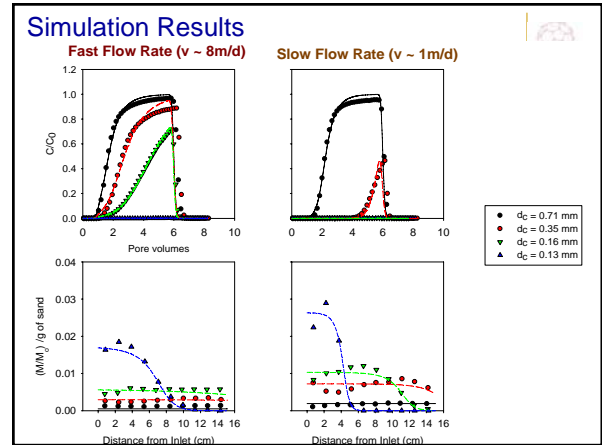 Simulation Results
Fast Flow Rate (v ~ 8m/d)
Slow Flow Rate (v ~ 1m/d)
C/C0
1.2
1.0
0.8
0.6
0.4
0.2
0.0
0 2 4 6 8 10
Pore volumes
0 2 4 6 8 10
dC = 0.71 mm
dC = 0.35 mm
dC = 0.16 mm
dC = 0.13 mm
(M/M0) /g of sand
0.04
0.03
0.02
0.01
0.00
0 2 4 6 8 10 12 14 16
Distance from Inlet (cm)
0 2 4 6 8 10 12 14 16
Distance from Inlet (cm)